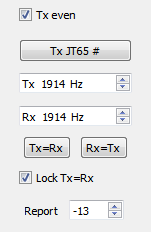 Tx even
Tx JT65 #
Tx 1914 Hz
Rx 1914 Hz
Tx=Rx Rx=Tx
Lock Tx=Rx
Report -13